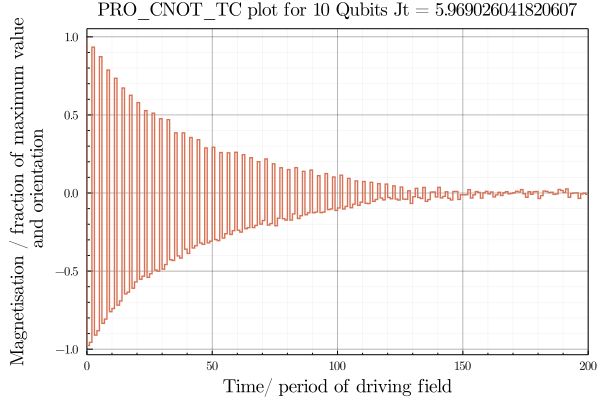 PRO_CNOT_TC plot for 10 Qubits Jt = 5.969026041820607
Magnetisation / fraction of maximum value
and orientation
1.0
0.5
0.0
−0.5
−1.0
0
50
100
150
200
Time/ period of driving field